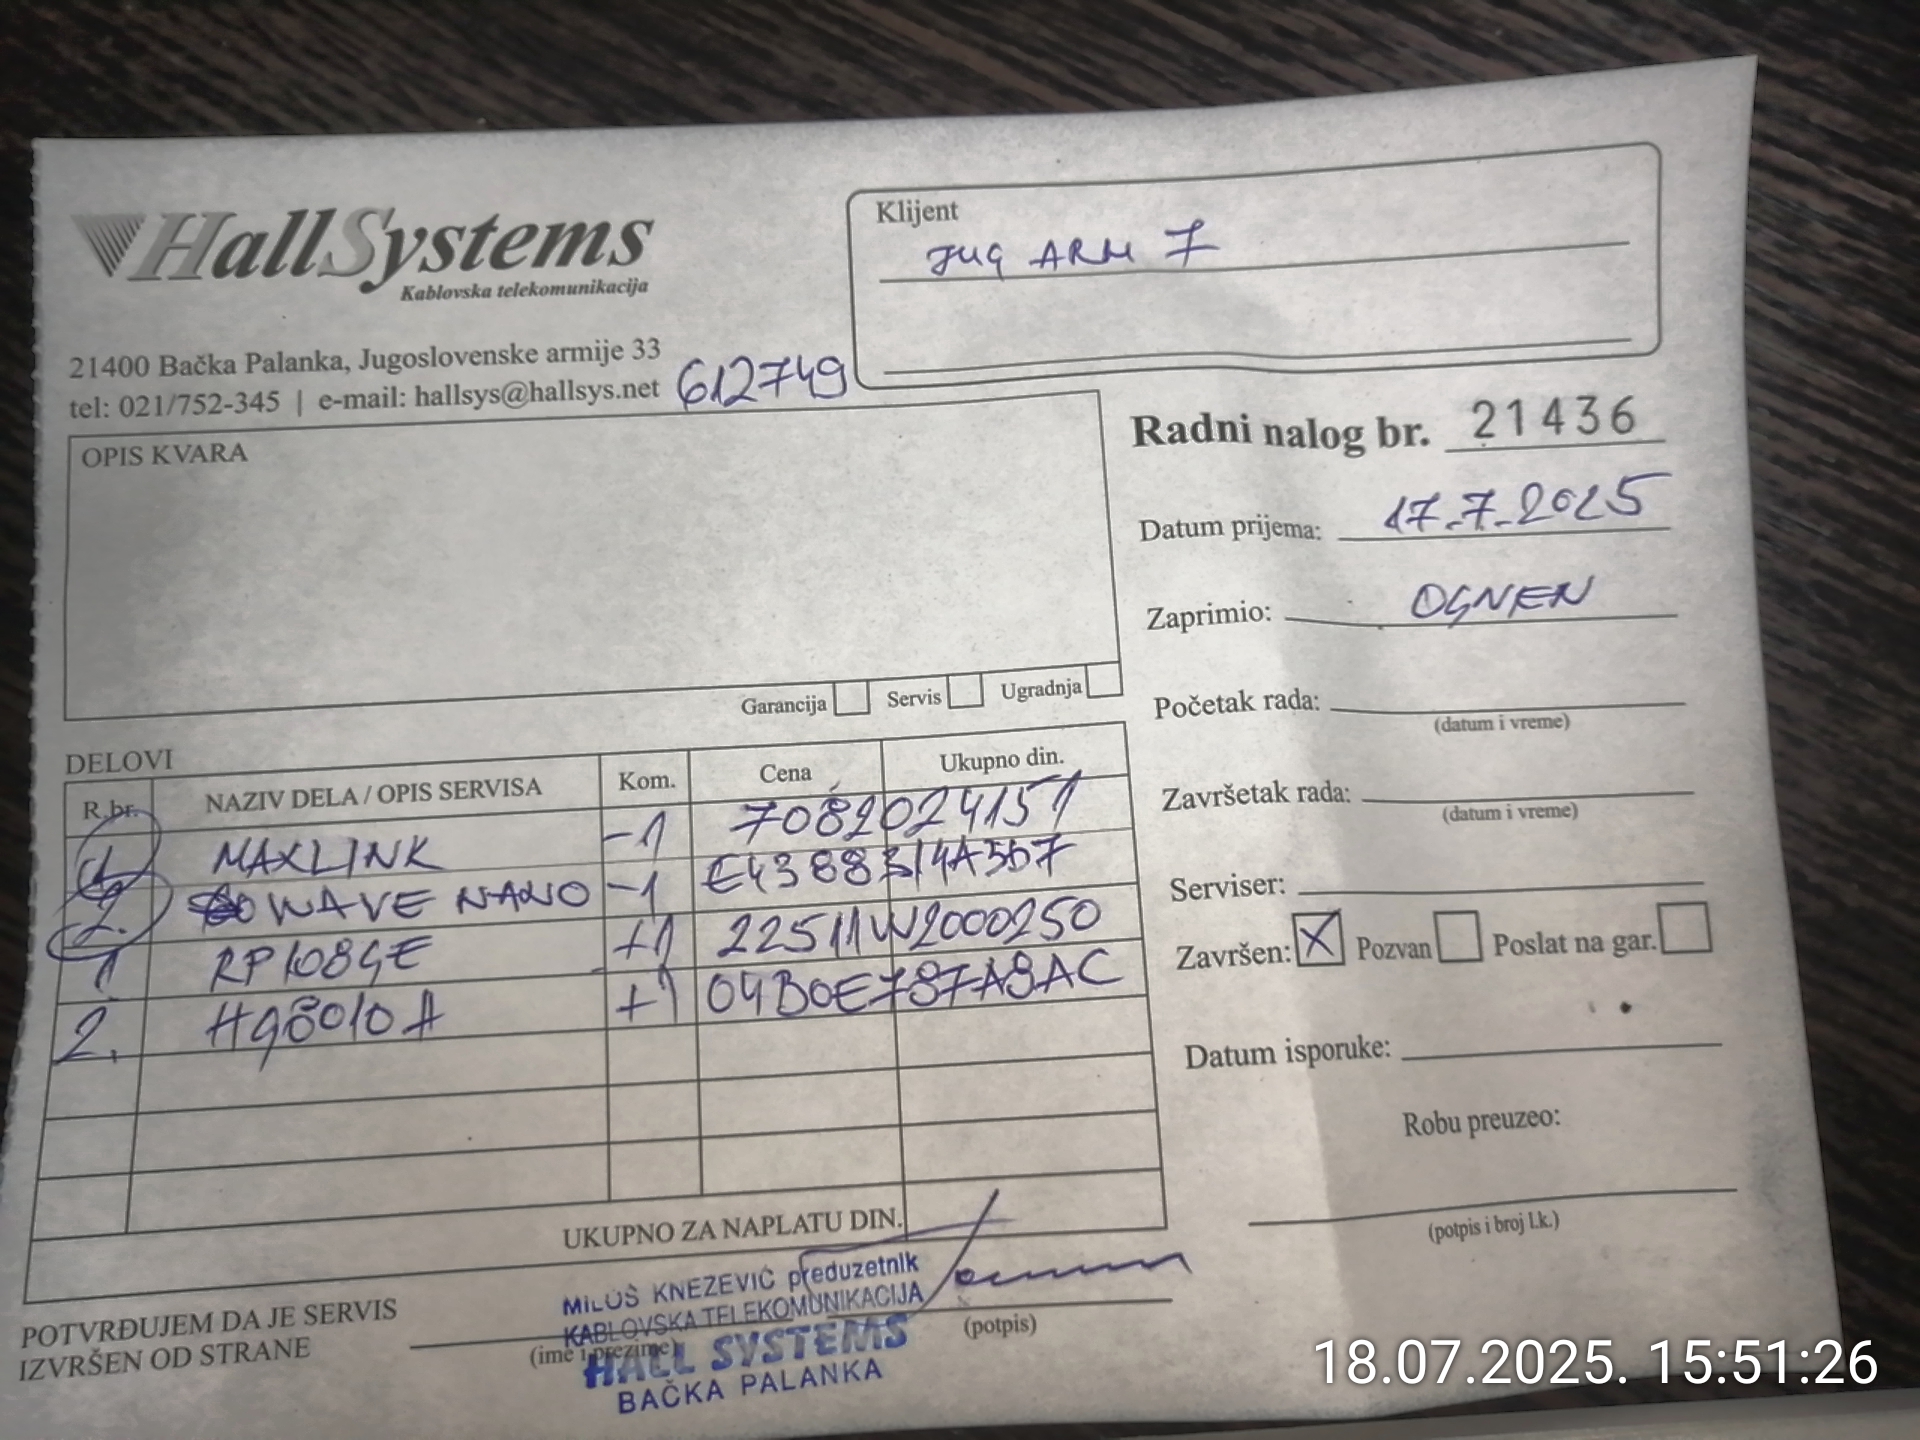 HallSystems
Kablovska telekomunikacija
21400 Bačka Palanka, Jugoslovenske armije 33
tel: 021/752-345 | e-mail: hallsys@hallsys.net
612749
Klijent
JUG ARM 7
OPIS KVARA
Garancija Servis Ugradnja
Radni nalog br. 21436
Datum prijema: 17.7.2025
Zaprimio: OGNEN
Početak rada:
(datum i vreme)
Završetak rada:
(datum i vreme)
Serviser:
Završen: X Pozvan Poslat na gar.
Datum isporuke:
Robu preuzeo:
(potpis i broj l.k.)
DELOVI
R.br. NAZIV DELA / OPIS SERVISA Kom. Cena Ukupno din.
1. MAXLINK -1 7082024151
2. WAVE NANO -1
1 RP108GE +1 22511W2000250
2. HG8010A +1 04B0E787A8AC
UKUPNO ZA NAPLATU DIN.
POTVRĐUJEM DA JE SERVIS
IZVRŠEN OD STRANE
(ime i prezime)
(potpis)
MILOŠ KNEŽEVIĆ preduzetnik
KABLOVSKA TELEKOMUNIKACIJA
HALL SYSTEMS
BAČKA PALANKA
18.07.2025. 15:51:26